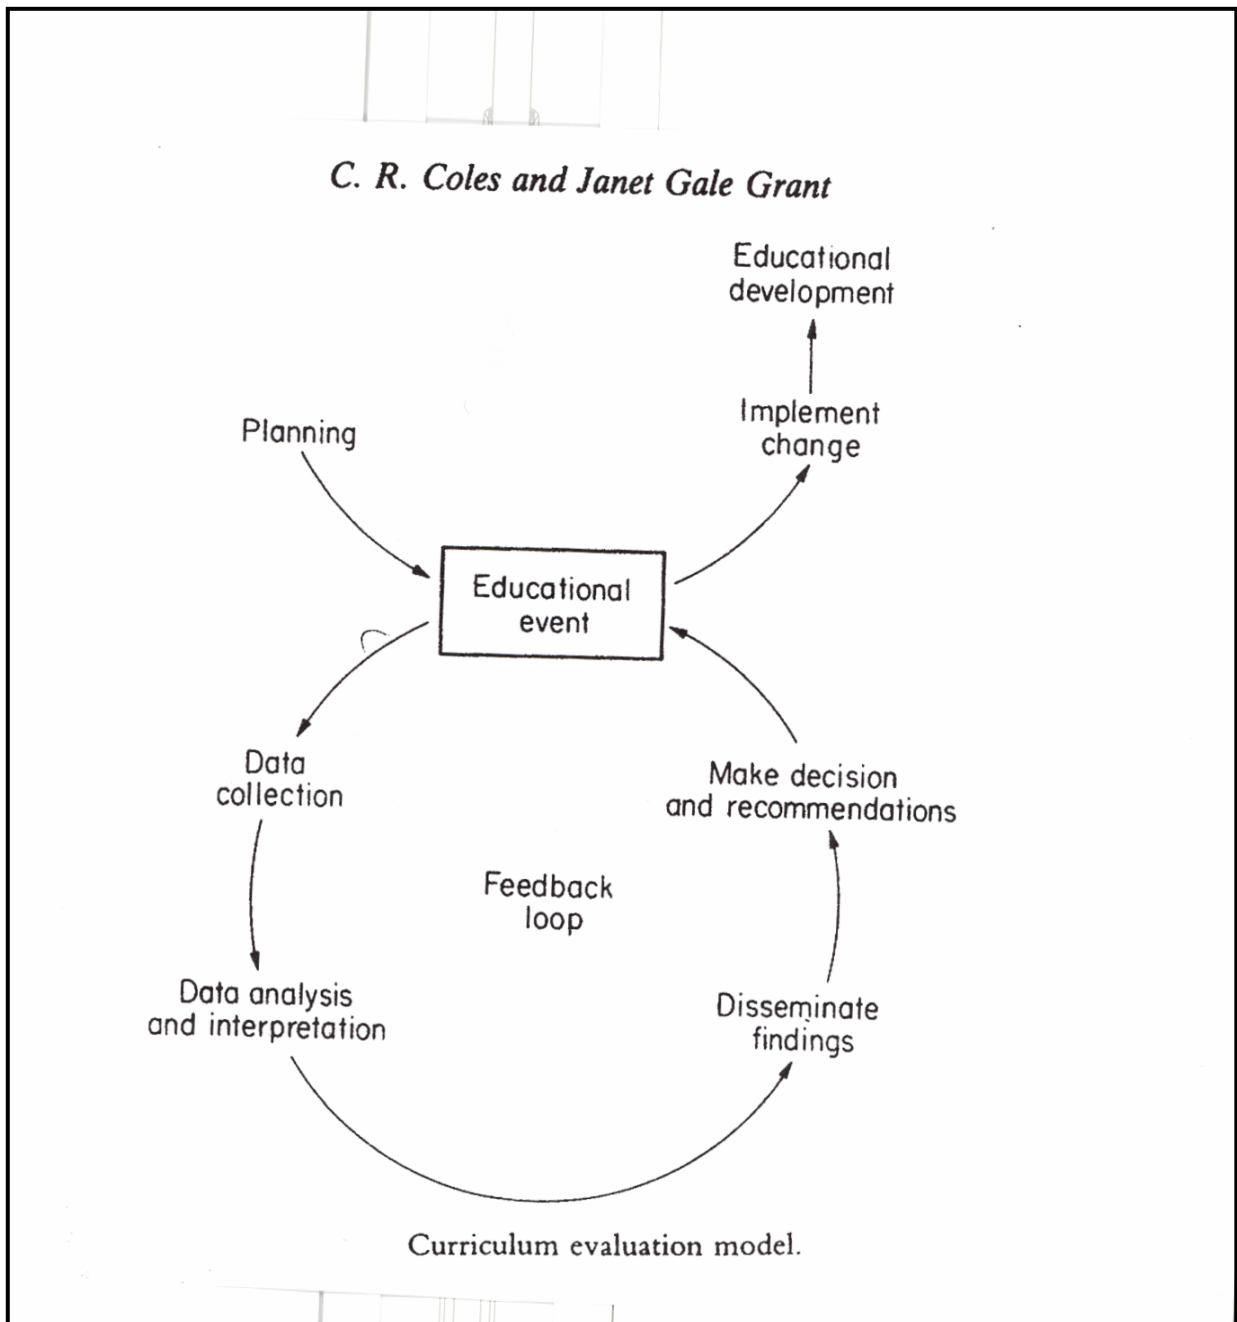 C. R. Coles and Janet Gale Grant
Educational
development
Implement
change
Planning
Educational
event
Data
collection
Make decision
and recommendations
Feedback
loop
Data analysis
and interpretation
Disseminate
findings
Curriculum evaluation model.